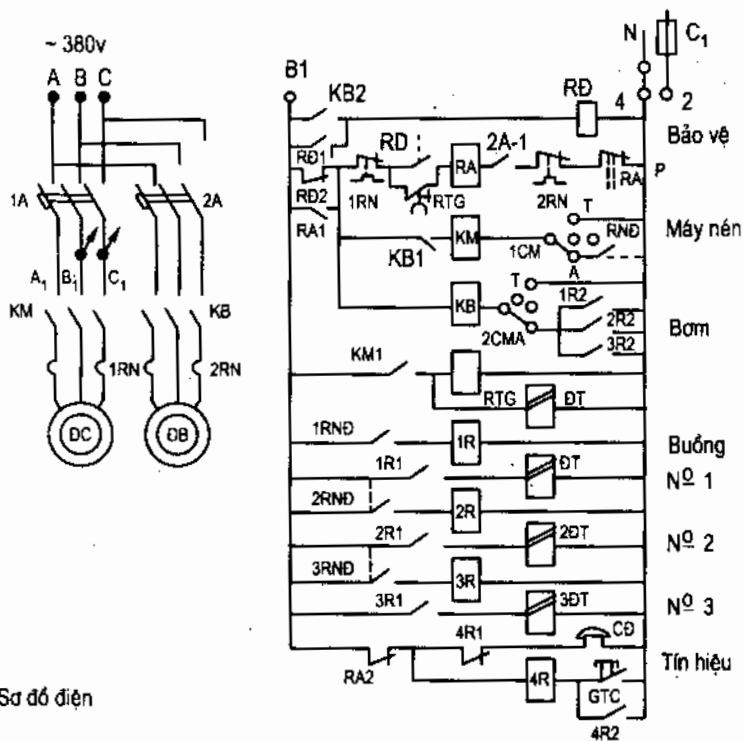 ~ 380v
A B C
1A
2A
A1 B1 C1
KM
KB
1RN
2RN
ĐC
ĐB
B1
N
C1
KB2
RĐ
4
2
Bảo vệ
RĐ1
RD
RA
2A-1
RA
P
RĐ2
1RN
RTG
2RN
RA1
T
RNĐ
Máy nén
KB1
KM
1CM
A
T
1R2
KB
2R2
Bơm
2CMA
3R2
KM1
RTG
ĐT
1RNĐ
1R
Buồng
1R1
ĐT
Nº 1
2RNĐ
2R
2R1
2ĐT
Nº 2
3RNĐ
3R
3R1
3ĐT
Nº 3
CĐ
4R1
Tín hiệu
RA2
4R
GTC
4R2
Sơ đồ điện